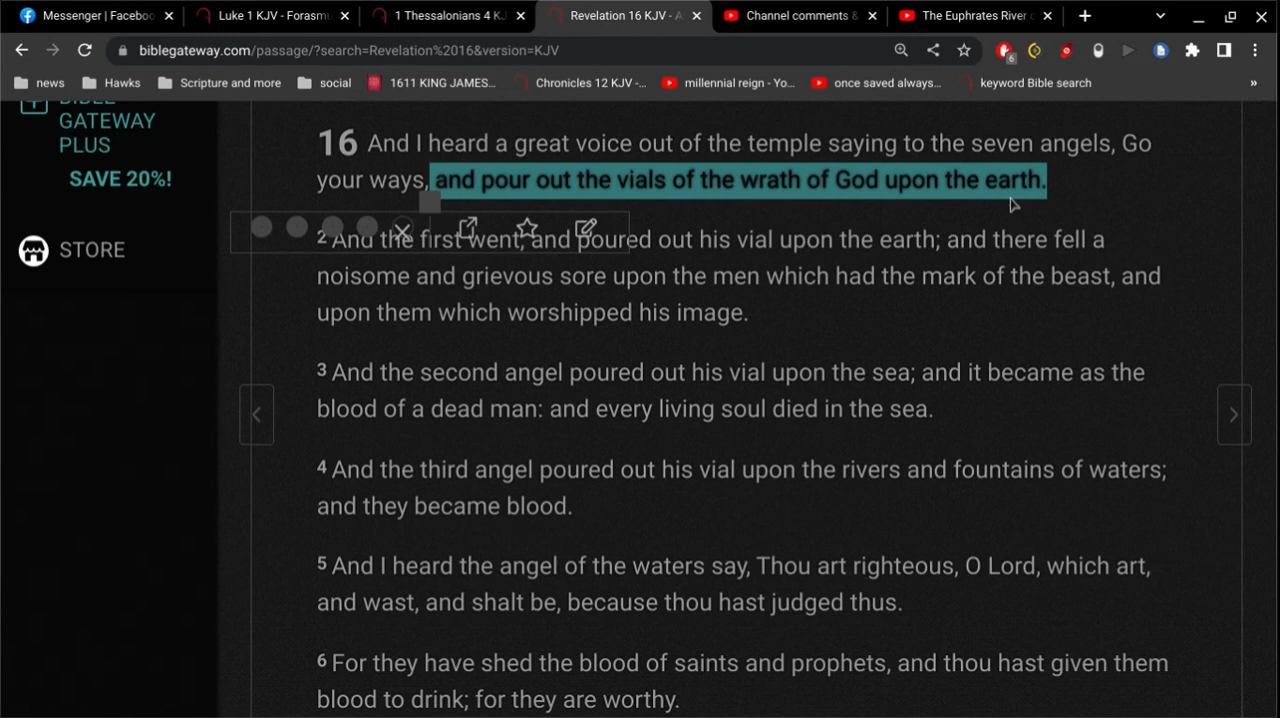 Messenger | Faceboo
Luke 1 KJV - Forasm
1 Thessalonians 4 KJ
Revelation 16 KJV - A
Channel comments &
The Euphrates River
biblegateway.com/passage/?search=Revelation%2016&version=KJV
6
news
Hawks
Scripture and more
social
1611 KING JAMES...
Chronicles 12 KJV -...
millennial reign - Yo...
once saved always...
keyword Bible search
»
BIBLE
GATEWAY
PLUS
SAVE 20%!
STORE
16 And I heard a great voice out of the temple saying to the seven angels, Go
your ways, and pour out the vials of the wrath of God upon the earth.
2 And the first went, and poured out his vial upon the earth; and there fell a
noisome and grievous sore upon the men which had the mark of the beast, and
upon them which worshipped his image.
3 And the second angel poured out his vial upon the sea; and it became as the
blood of a dead man: and every living soul died in the sea.
4 And the third angel poured out his vial upon the rivers and fountains of waters;
and they became blood.
5 And I heard the angel of the waters say, Thou art righteous, O Lord, which art,
and wast, and shalt be, because thou hast judged thus.
6 For they have shed the blood of saints and prophets, and thou hast given them
blood to drink; for they are worthy.